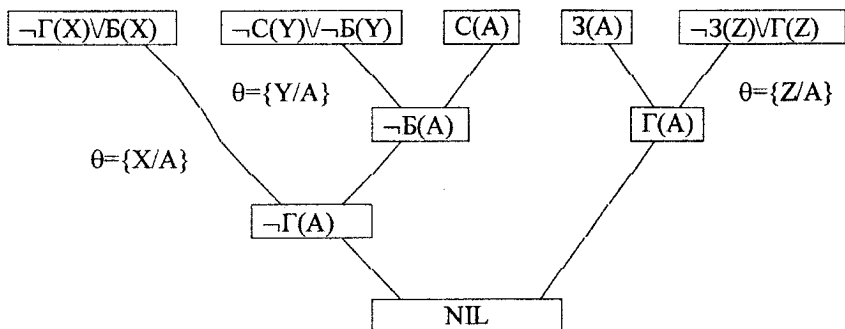 ¬Г(X)\/Б(X) ¬С(Y)\/¬Б(Y) С(А) З(А) ¬З(Z)\/Г(Z)
θ={Y/A} θ={Z/A}
¬Б(А) Г(А)
θ={X/A}
¬Г(А)
NIL